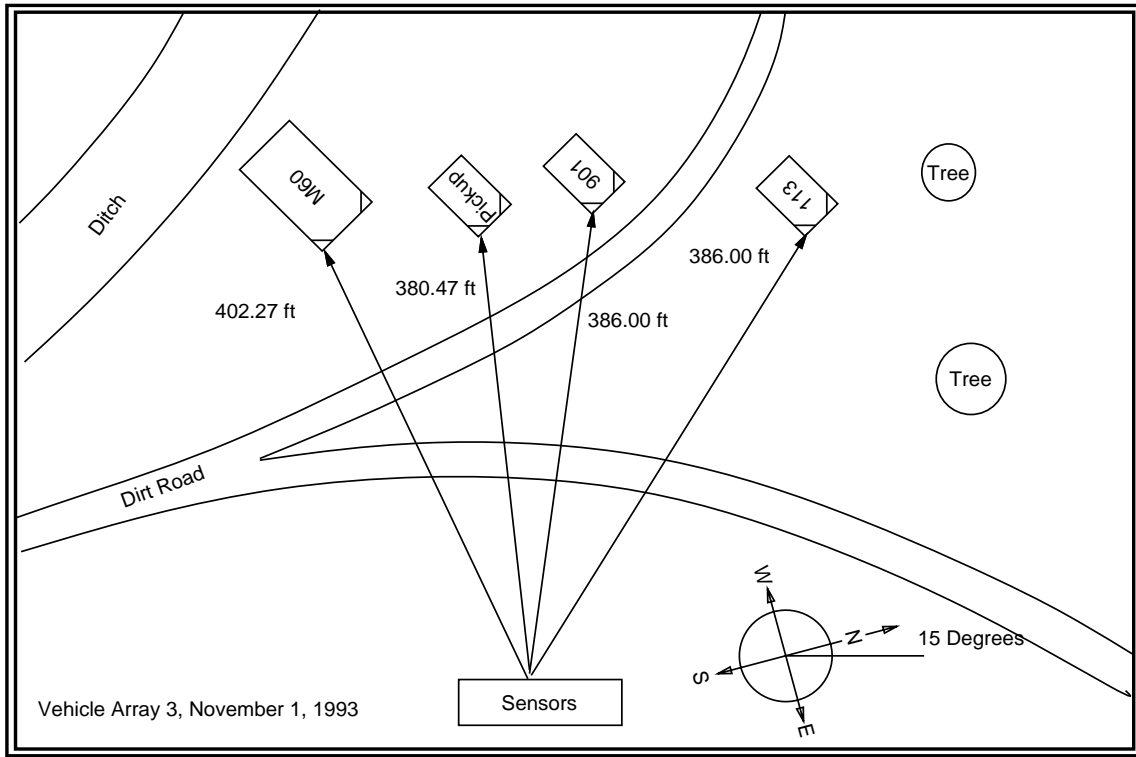 M60
Pickup
901
113
Tree
Ditch
386.00 ft
380.47 ft
402.27 ft
386.00 ft
Tree
Dirt Road
W
N
15 Degrees
S
E
Sensors
Vehicle Array 3, November 1, 1993